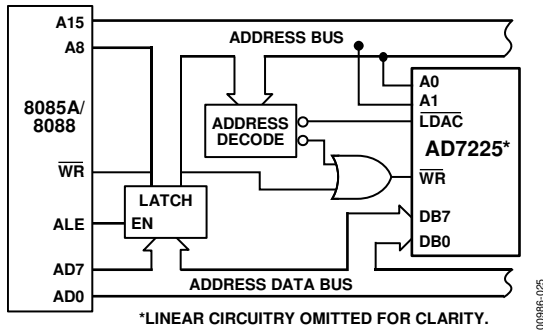 A15
A8
8085A/
8088
WR
ALE
AD7
AD0
LATCH
EN
ADDRESS BUS
ADDRESS
DECODE
A0
A1
LDAC
AD7225*
WR
DB7
DB0
ADDRESS DATA BUS
*LINEAR CIRCUITRY OMITTED FOR CLARITY.
00986-025